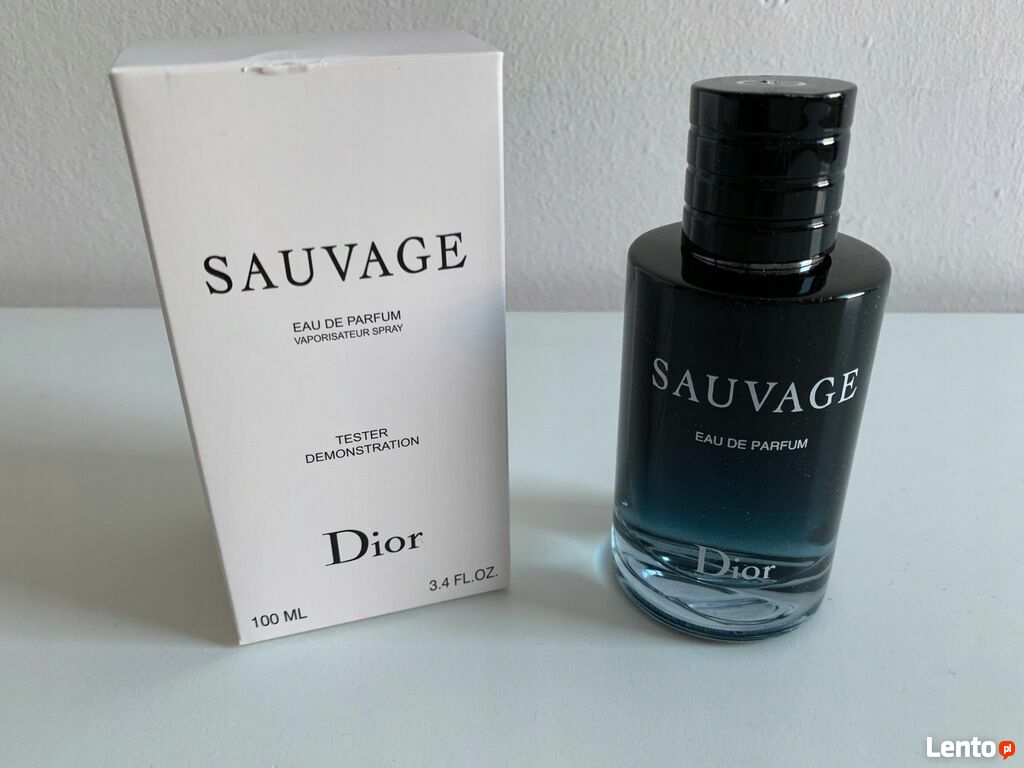 SAUVAGE
EAU DE PARFUM
VAPORISATEUR SPRAY
TESTER
DEMONSTRATION
Dior
100 ML
3.4 FL.OZ.
SAUVAGE
EAU DE PARFUM
Dior
Lento pl